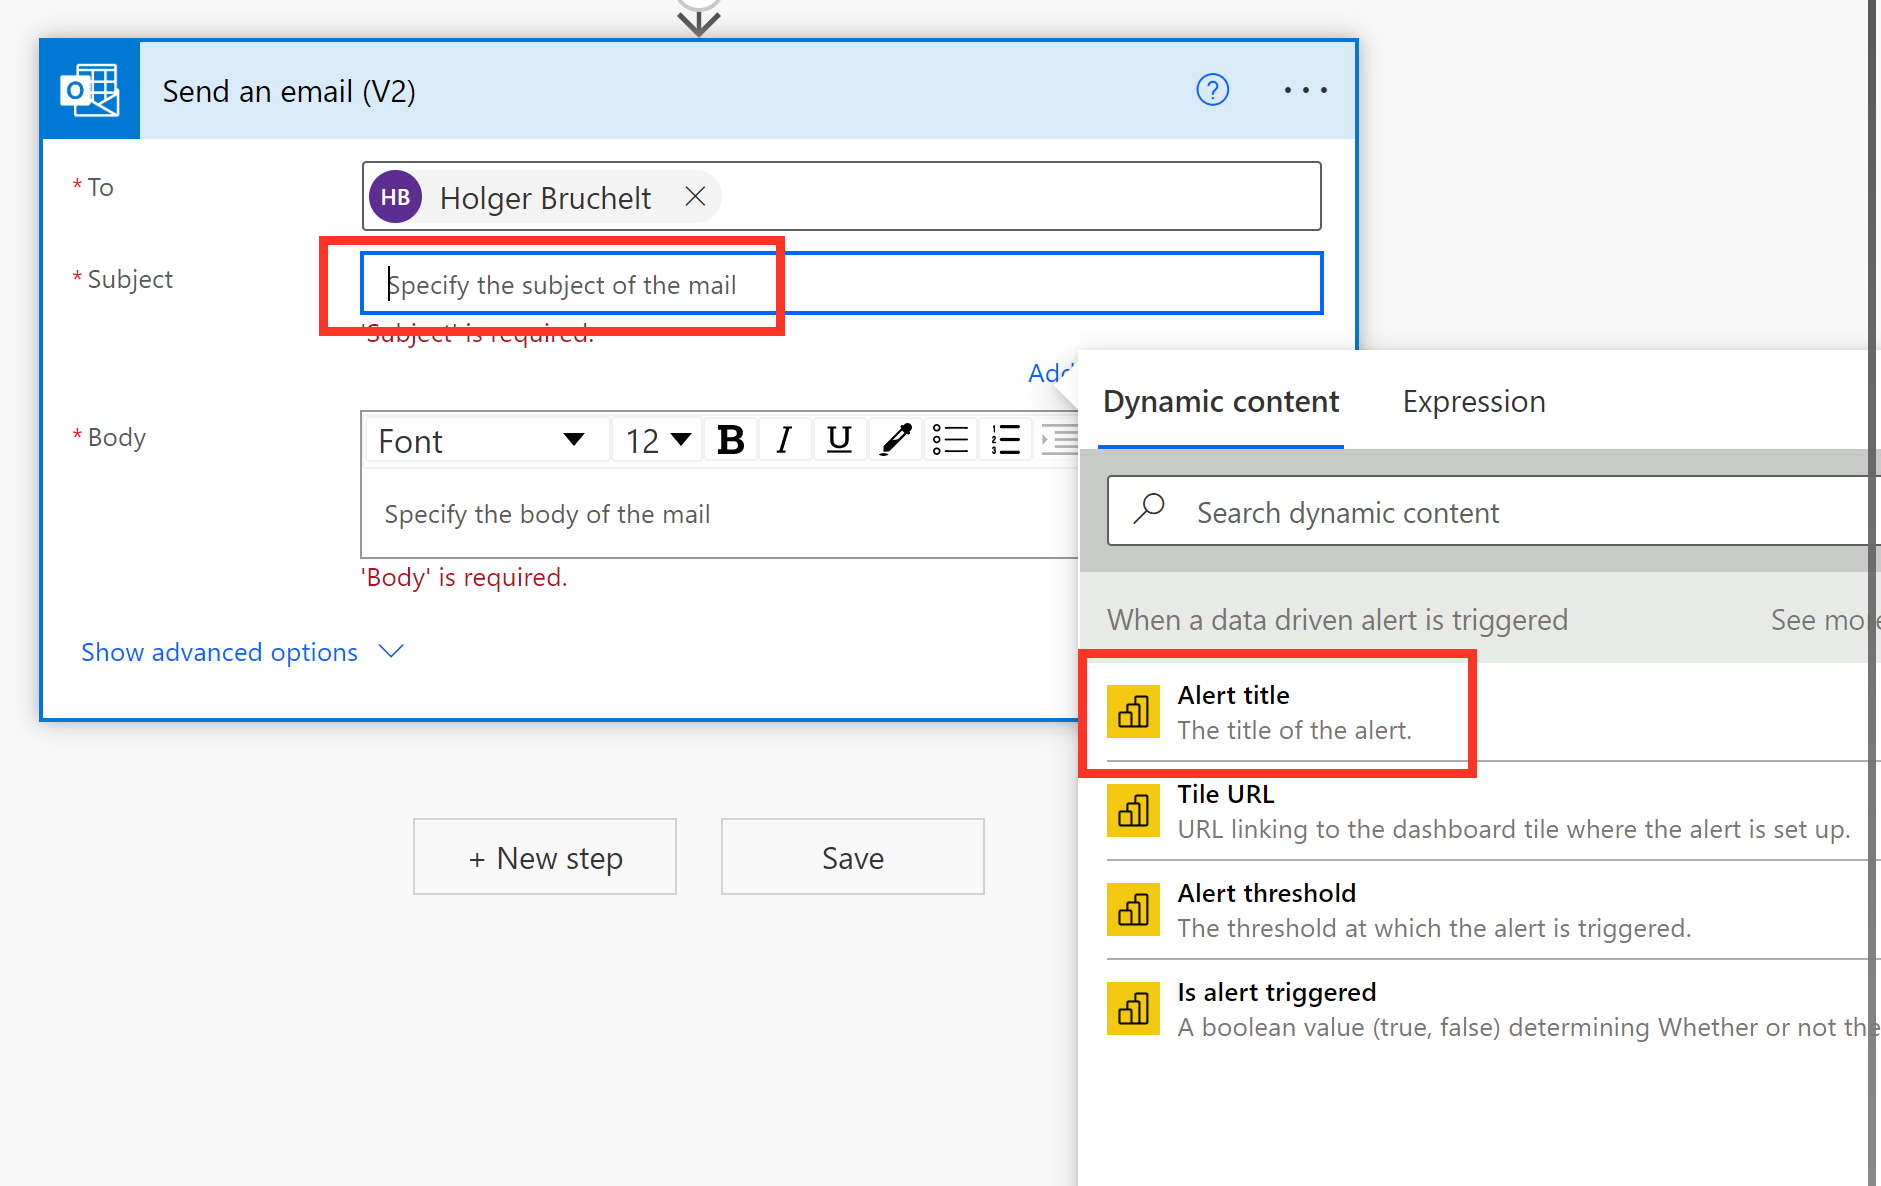 Send an email (V2)
?
* To
HB Holger Bruchelt
* Subject
Specify the subject of the mail
'Subject' is required.
Add
* Body
Font 12 B I U
Specify the body of the mail
'Body' is required.
Show advanced options
+ New step
Save
Dynamic content Expression
Search dynamic content
When a data driven alert is triggered See more
Alert title
The title of the alert.
Tile URL
URL linking to the dashboard tile where the alert is set up.
Alert threshold
The threshold at which the alert is triggered.
Is alert triggered
A boolean value (true, false) determining Whether or not the